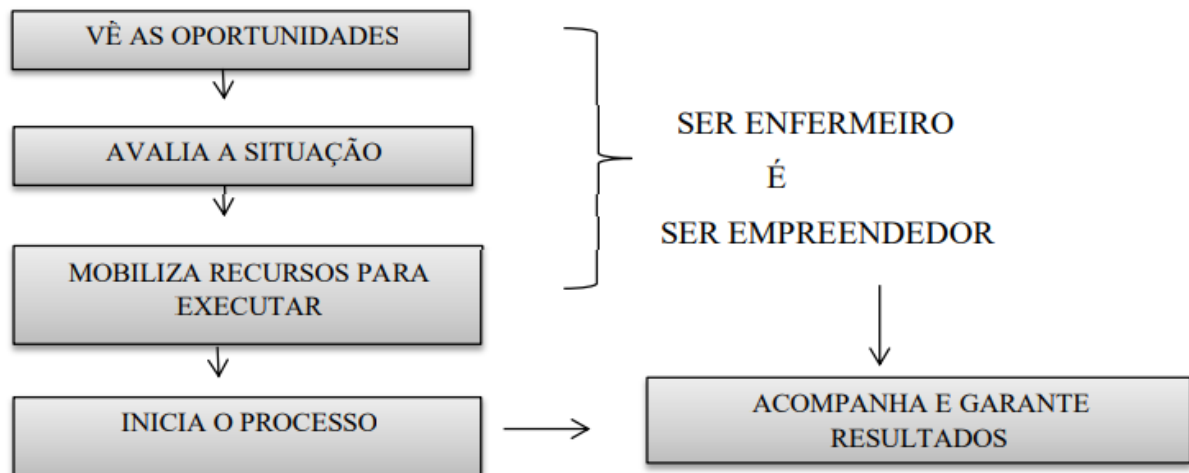 VÊ AS OPORTUNIDADES
AVALIA A SITUAÇÃO
MOBILIZA RECURSOS PARA
EXECUTAR
INICIA O PROCESSO
SER ENFERMEIRO
É
SER EMPREENDEDOR
ACOMPANHA E GARANTE
RESULTADOS